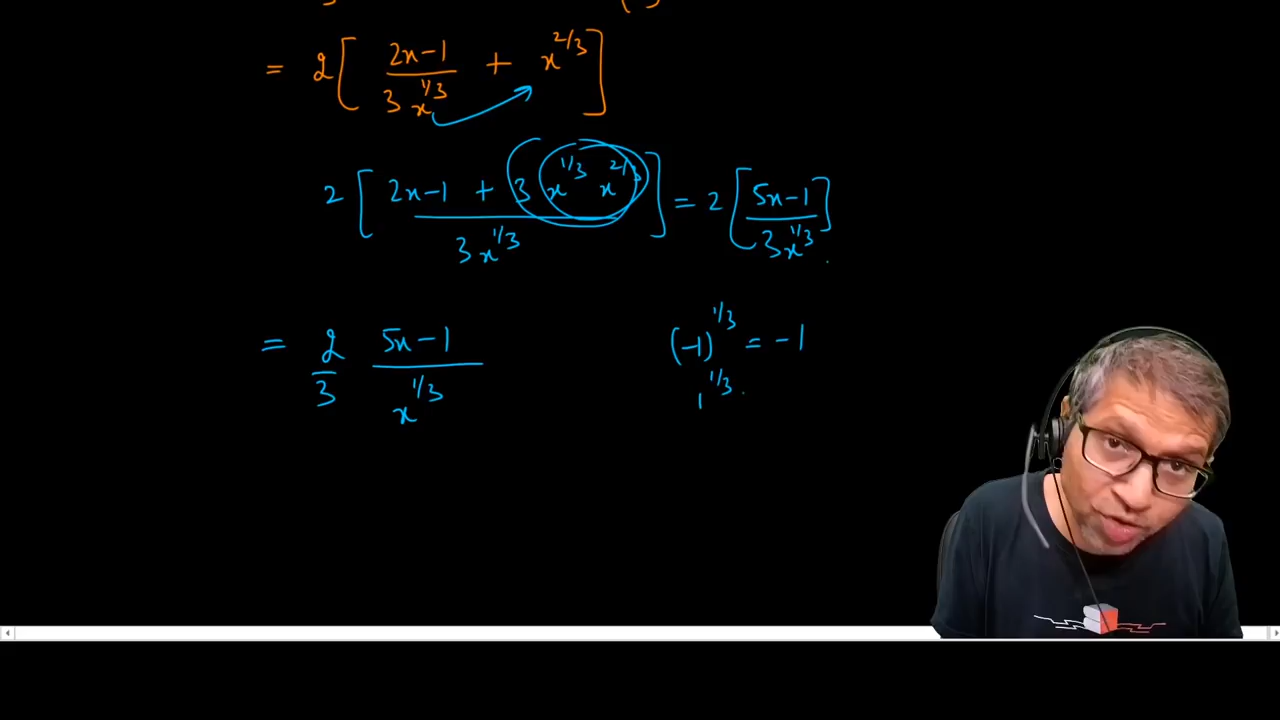 = 2[ (2x-1)/(3x^{1/3}) + x^{2/3} ]
2[ (2x-1 + 3 x^{1/3} x^{2/3})/(3x^{1/3}) ] = 2[ (5x-1)/(3x^{1/3}) ]
= 2/3 (5x-1)/(x^{1/3})
(-1)^{1/3} = -1
1^{1/3}